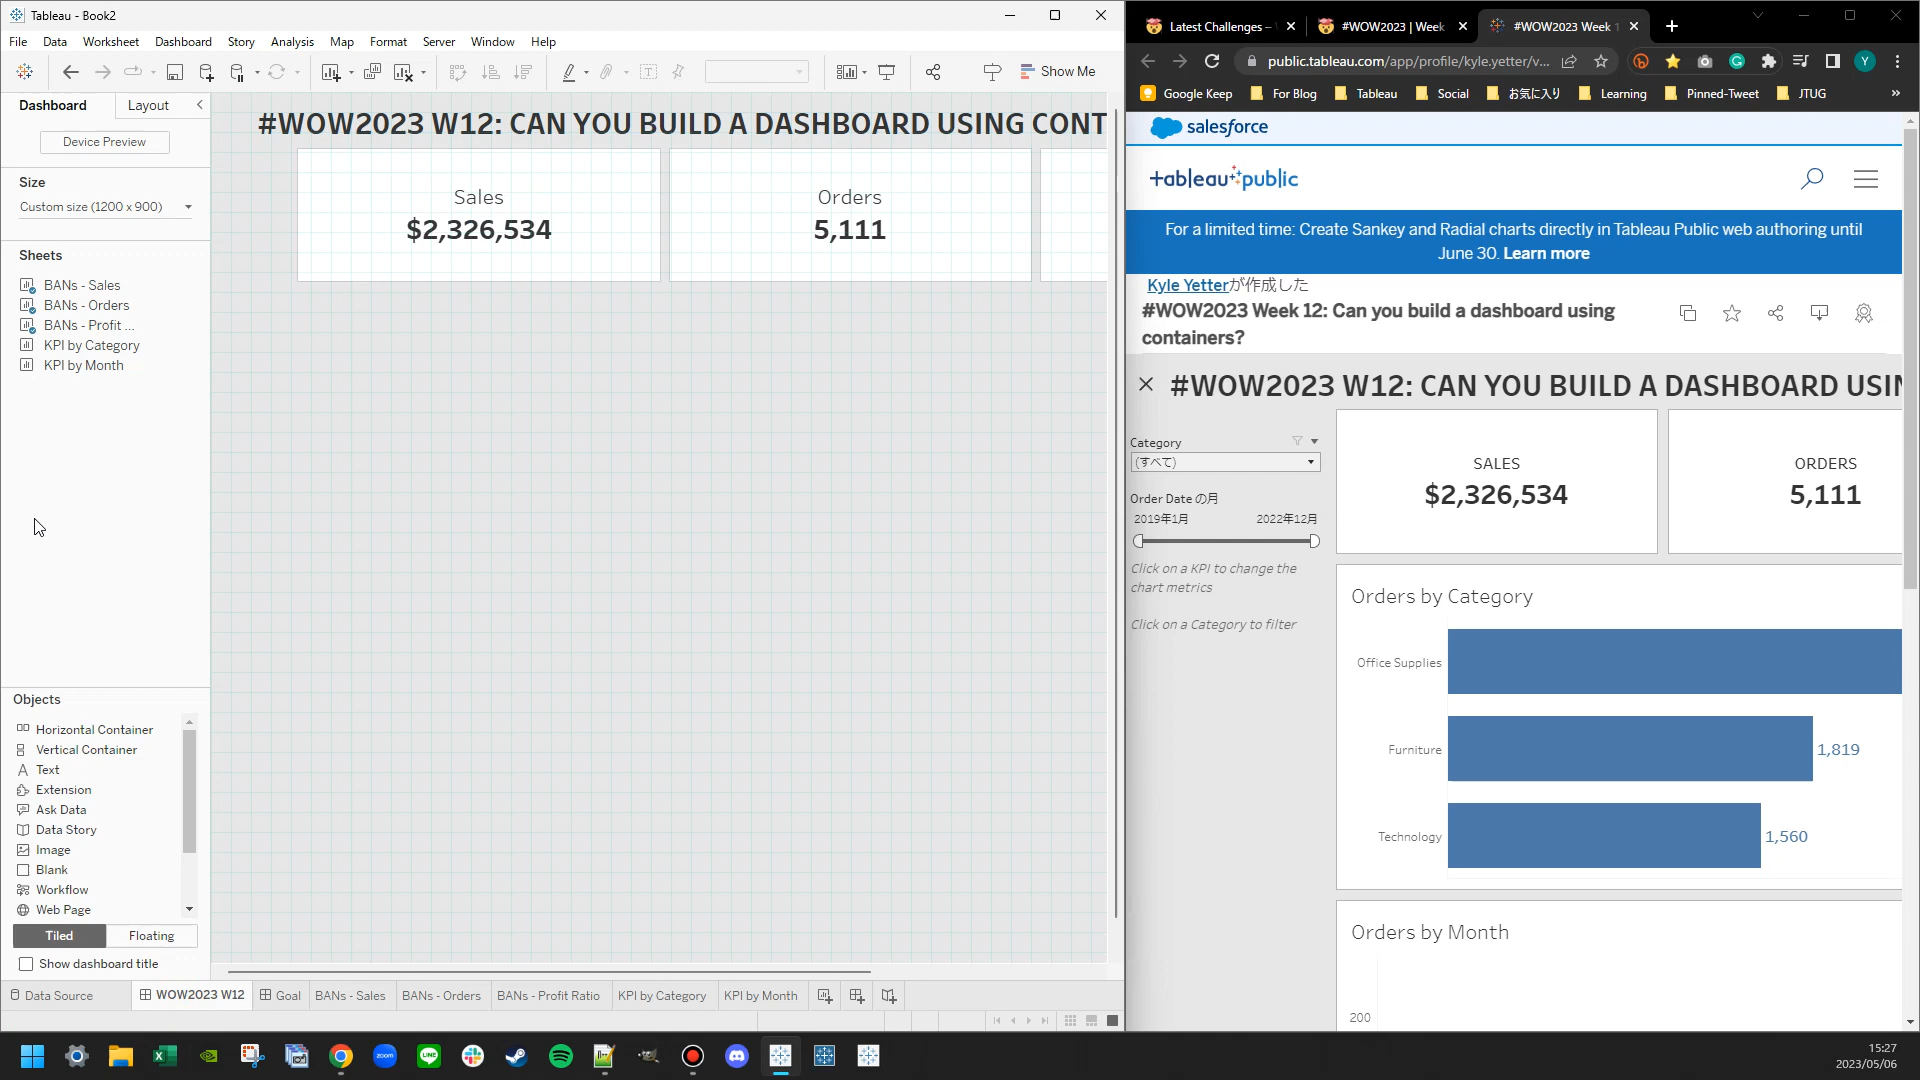 Tableau - Book2
File Data Worksheet Dashboard Story Analysis Map Format Server Window Help
Show Me
Dashboard Layout
Device Preview
Size
Custom size (1200 x 900)
Sheets
BANs - Sales
BANs - Orders
BANs - Profit ...
KPI by Category
KPI by Month
Objects
Horizontal Container
Vertical Container
Text
Extension
Ask Data
Data Story
Image
Blank
Workflow
Web Page
Tiled Floating
Show dashboard title
#WOW2023 W12: CAN YOU BUILD A DASHBOARD USING CONT
Sales
$2,326,534
Orders
5,111
Data Source WOW2023 W12 Goal BANs - Sales BANs - Orders BANs - Profit Ratio KPI by Category KPI by Month
Latest Challenges – #WOW2023 | Week #WOW2023 Week 1
public.tableau.com/app/profile/kyle.yetter/v...
Y
Google Keep For Blog Tableau Social お気に入り Learning Pinned-Tweet JTUG »
salesforce
tableau public
For a limited time: Create Sankey and Radial charts directly in Tableau Public web authoring until
June 30. Learn more
Kyle Yetterが作成した
#WOW2023 Week 12: Can you build a dashboard using
containers?
#WOW2023 W12: CAN YOU BUILD A DASHBOARD USIN
Category
(すべて)
Order Date の月
2019年1月 2022年12月
Click on a KPI to change the
chart metrics
Click on a Category to filter
SALES
$2,326,534
ORDERS
5,111
Orders by Category
Office Supplies
Furniture 1,819
Technology 1,560
Orders by Month
200
zoom
LINE
15:27
2023/05/06